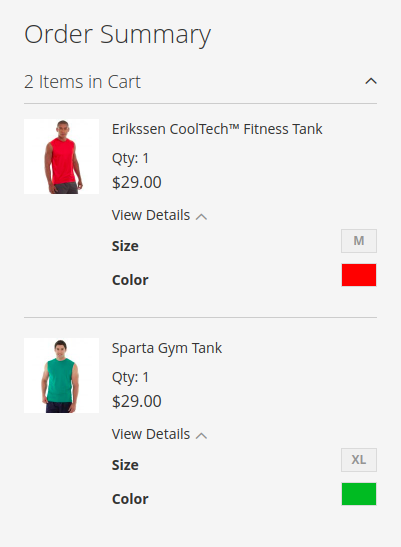 Order Summary
2 Items in Cart
Erikssen CoolTech™ Fitness Tank
Qty: 1
$29.00
View Details
Size M
Color
Sparta Gym Tank
Qty: 1
$29.00
View Details
Size XL
Color